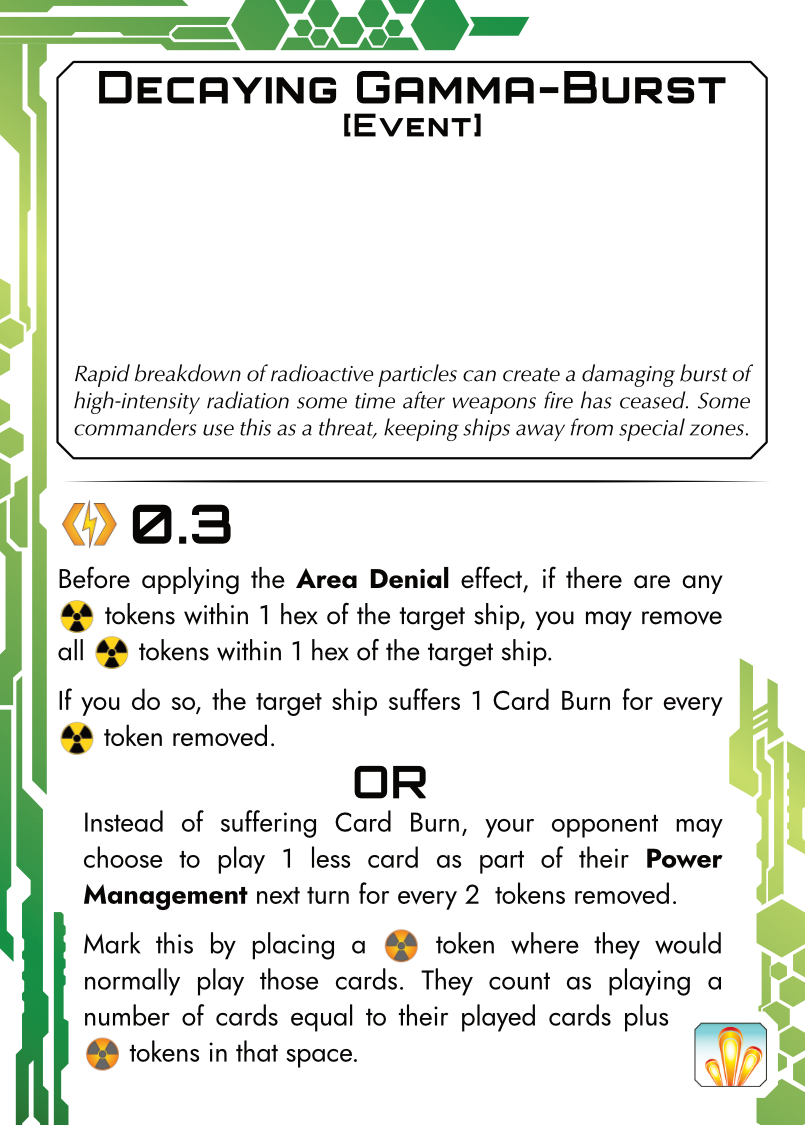 Decaying Gamma-Burst
[Event]
Rapid breakdown of radioactive particles can create a damaging burst of
high-intensity radiation some time after weapons fire has ceased. Some
commanders use this as a threat, keeping ships away from special zones.
0.3
Before applying the Area Denial effect, if there are any
tokens within 1 hex of the target ship, you may remove
all tokens within 1 hex of the target ship.
If you do so, the target ship suffers 1 Card Burn for every
token removed.
OR
Instead of suffering Card Burn, your opponent may
choose to play 1 less card as part of their Power
Management next turn for every 2 tokens removed.
Mark this by placing a token where they would
normally play those cards. They count as playing a
number of cards equal to their played cards plus
tokens in that space.